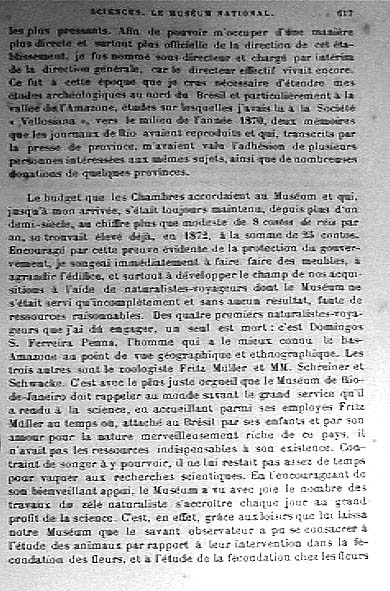 SCIENCES. LE MUSÉUM NATIONAL. 617
les plus pressants. Afin de pouvoir m'occuper d'une manière
plus directe et surtout plus officielle de la direction de cet éta-
blissement, je fus nommé sous-directeur et chargé par intérim
de la direction générale, car le directeur effectif vivait encore.
Ce fut à cette époque que je crus nécessaire d'étendre mes
études archéologiques au nord du Brésil et particulièrement à la
vallée de l'Amazone, études sur lesquelles j'avais lu à la Société
« Vellosiana », vers le milieu de l'année 1870, deux mémoires
que les journaux de Rio avaient reproduits et qui, transcrits par
la presse de province, m'avaient valu l'adhésion de plusieurs
personnes intéressées aux mêmes sujets, ainsi que de nombreuses
donations de quelques provinces.
Le budget que les Chambres accordaient au Muséum et qui,
jusqu'à mon arrivée, s'était toujours maintenu, depuis plus d'un
demi-siècle, au chiffre plus que modeste de 8 contos de réis par
an, se trouvait élevé déjà, en 1872, à la somme de 25 contos.
Encouragé par cette preuve évidente de la protection du gouver-
nement, je songeai immédiatement à faire faire des meubles, à
agrandir l'édifice, et surtout à développer le champ de nos acqui-
sitions à l'aide de naturalistes-voyageurs dont le Muséum ne
s'était servi qu'incomplètement et sans aucun résultat, faute de
ressources raisonnables. Des quatre premiers naturalistes-voya-
geurs que j'ai dû engager, un seul est mort : c'est Domingos
S. Ferreira Penna, l'homme qui a le mieux connu le bas-
Amazone au point de vue géographique et ethnographique. Les
trois autres sont le zoologiste Fritz Müller et MM. Schreiner et
Schwacke. C'est avec le plus juste orgueil que le Muséum de Rio-
de-Janeiro doit rappeler au monde savant le grand service qu'il
a rendu à la science, en accueillant parmi ses employés Fritz
Müller au temps où, attaché au Brésil par ses enfants et par son
amour pour la nature merveilleusement riche de ce pays, il
n'avait pas les ressources indispensables à son existence. Con-
traint de songer à y pourvoir, il ne lui restait pas assez de temps
pour vaquer aux recherches scientifiques. En l'encourageant de
son bienveillant appui, le Muséum a vu avec joie le nombre des
travaux du zélé naturaliste s'accroître chaque jour au grand
profit de la science. C'est, en effet, grâce aux loisirs que lui laissa
notre Muséum que le savant observateur a pu se consacrer à
l'étude des animaux par rapport à leur intervention dans la fé-
condation des fleurs, et à l'étude de la fécondation chez les fleurs